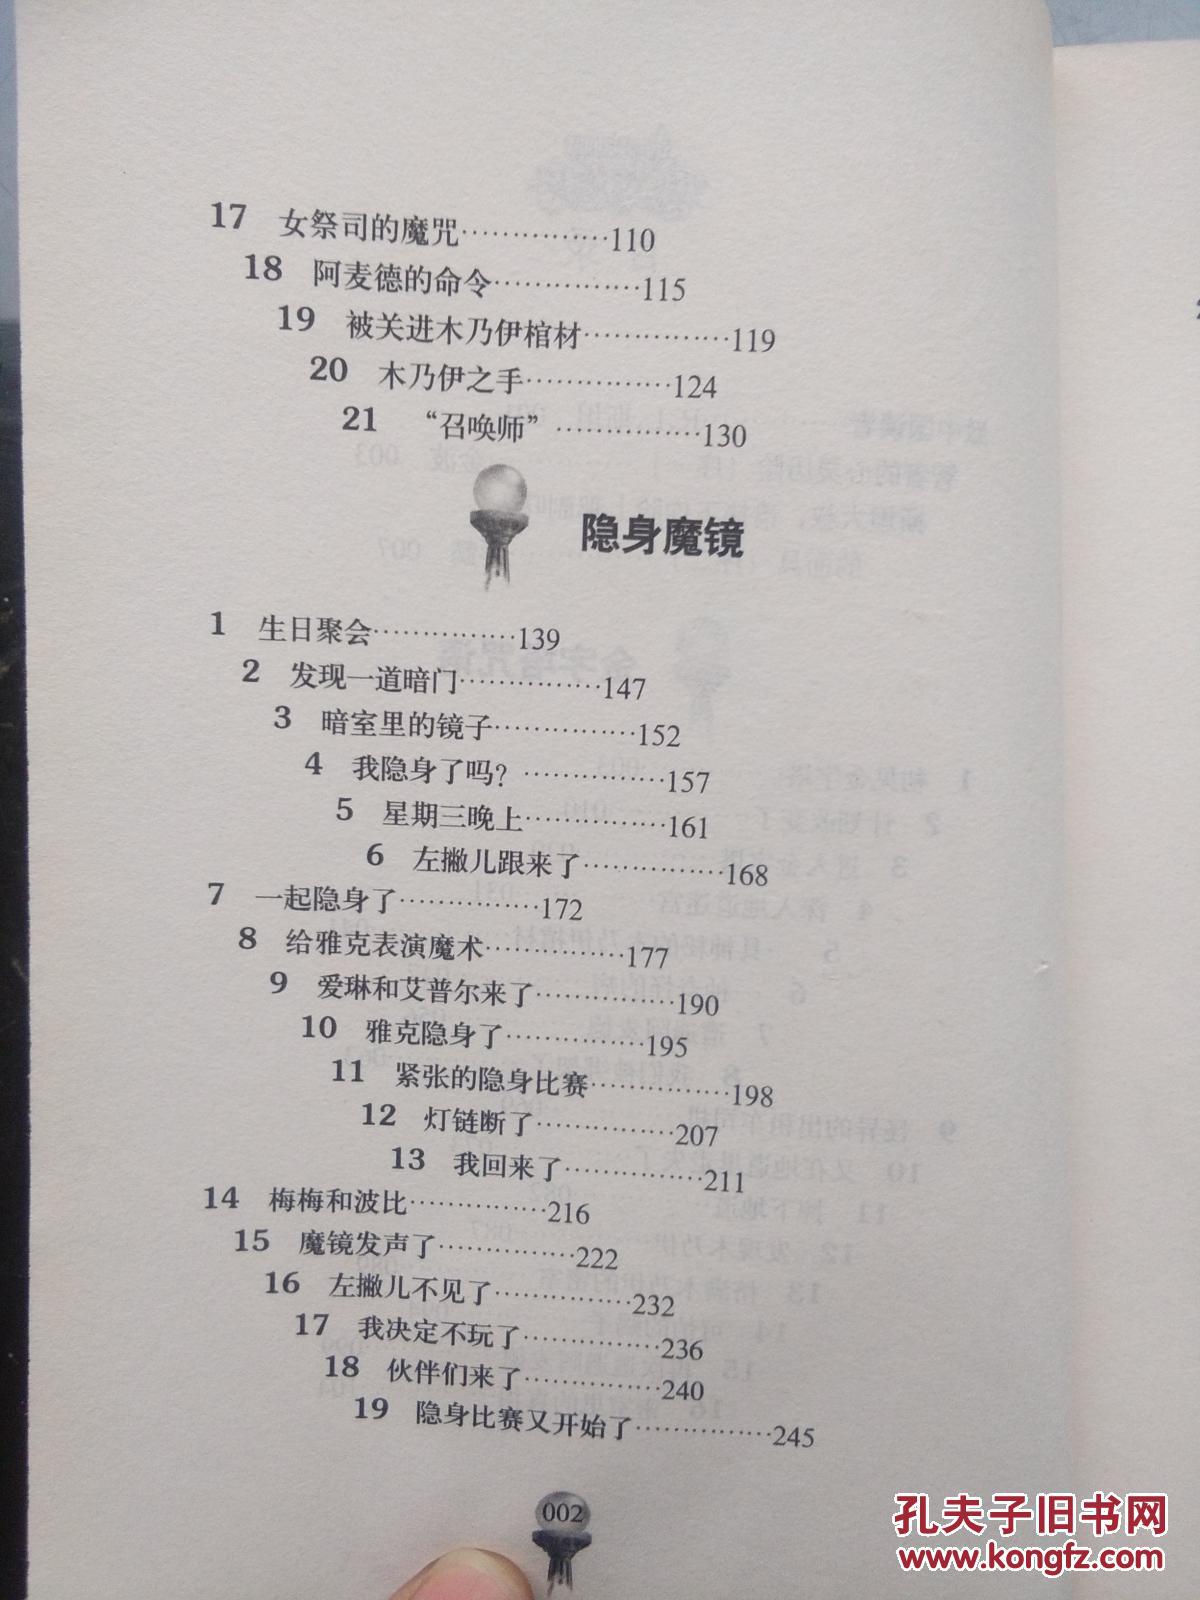 17 女祭司的魔咒……………110
18 阿麦德的命令……………115
19 被关进木乃伊棺材……………119
20 木乃伊之手……………124
21 “召唤师”……………130
隐身魔镜
1 生日聚会……………139
2 发现一道暗门……………147
3 暗室里的镜子……………152
4 我隐身了吗？……………157
5 星期三晚上……………161
6 左撇儿跟来了……………168
7 一起隐身了……………172
8 给雅克表演魔术……………177
9 爱琳和艾普尔来了……………190
10 雅克隐身了……………195
11 紧张的隐身比赛……………198
12 灯链断了……………207
13 我回来了……………211
14 梅梅和波比……………216
15 魔镜发声了……………222
16 左撇儿不见了……………232
17 我决定不玩了……………236
18 伙伴们来了……………240
19 隐身比赛又开始了……………245
002
孔夫子旧书网
www.kongfz.com